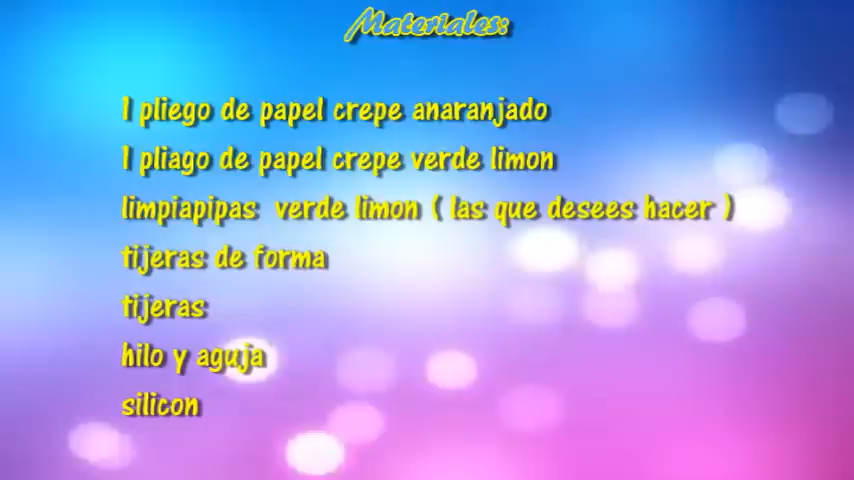 Materiales:
1 pliego de papel crepe anaranjado
1 pliago de papel crepe verde limon
limpiapipas verde limon ( las que desees hacer )
tijeras de forma
tijeras
hilo y aguja
silicon